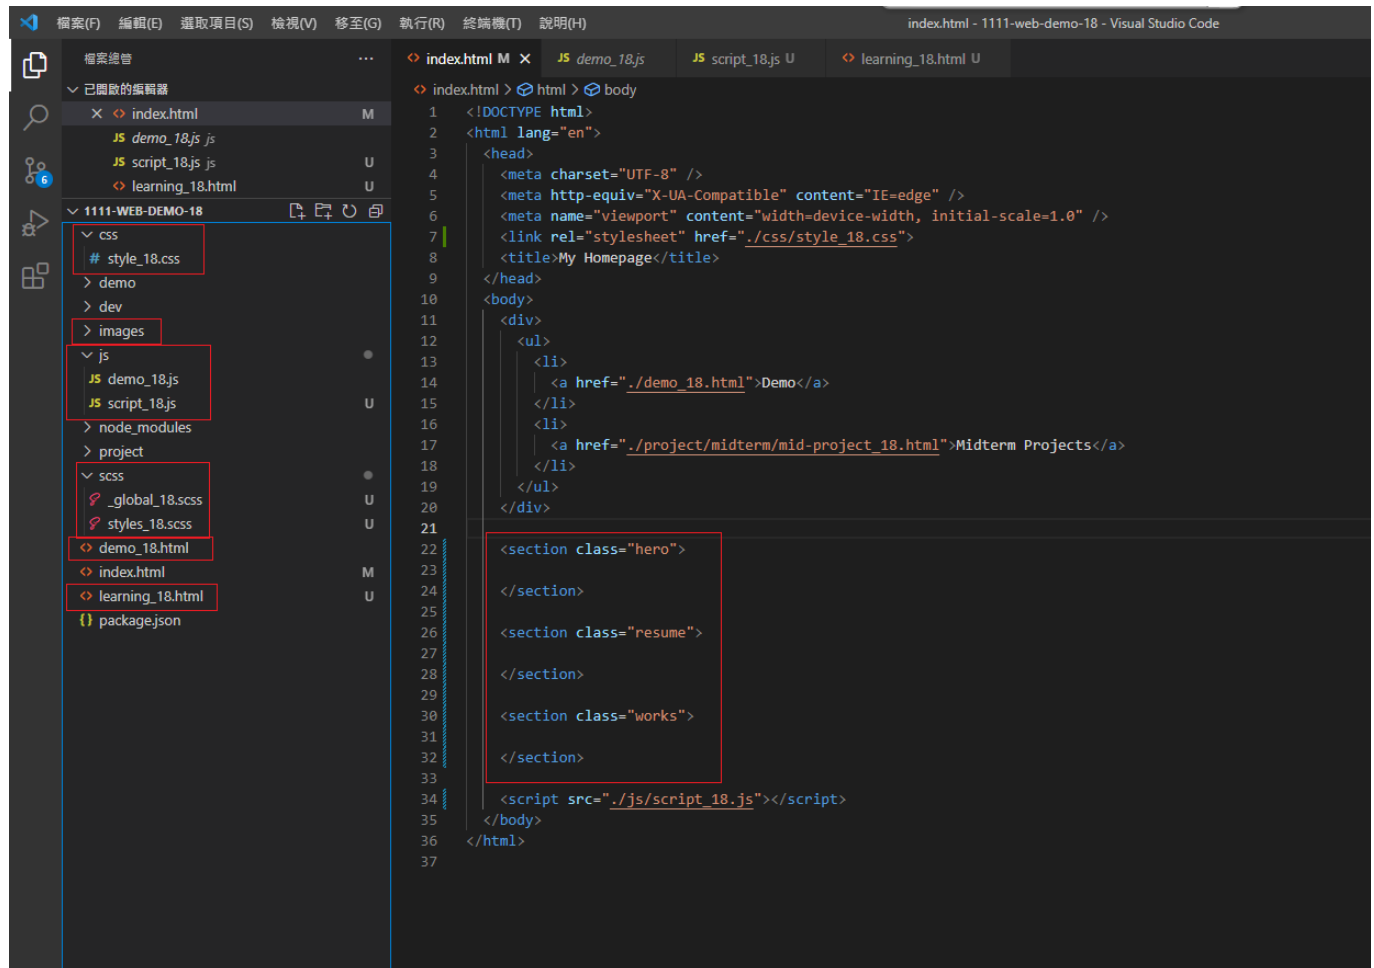 檔案(F) 編輯(E) 選取項目(S) 檢視(V) 移至(G) 執行(R) 終端機(T) 說明(H) index.html - 1111-web-demo-18 - Visual Studio Code
檔案總管 ···
已開啟的編輯器
index.html M
JS demo_18.js js
JS script_18.js js U
learning_18.html U
6
1111-WEB-DEMO-18
css
# style_18.css
demo
dev
images
js
JS demo_18.js
JS script_18.js U
node_modules
project
scss
_global_18.scss U
styles_18.scss U
demo_18.html
index.html M
learning_18.html U
{} package.json
index.html M JS demo_18.js JS script_18.js U learning_18.html U
index.html > html > body
1 <!DOCTYPE html>
2 <html lang="en">
3 <head>
4 <meta charset="UTF-8" />
5 <meta http-equiv="X-UA-Compatible" content="IE=edge" />
6 <meta name="viewport" content="width=device-width, initial-scale=1.0" />
7 <link rel="stylesheet" href="./css/style_18.css">
8 <title>My Homepage</title>
9 </head>
10 <body>
11 <div>
12 <ul>
13 <li>
14 <a href="./demo_18.html">Demo</a>
15 </li>
16 <li>
17 <a href="./project/midterm/mid-project_18.html">Midterm Projects</a>
18 </li>
19 </ul>
20 </div>
21
22 <section class="hero">
23
24 </section>
25
26 <section class="resume">
27
28 </section>
29
30 <section class="works">
31
32 </section>
33
34 <script src="./js/script_18.js"></script>
35 </body>
36 </html>
37